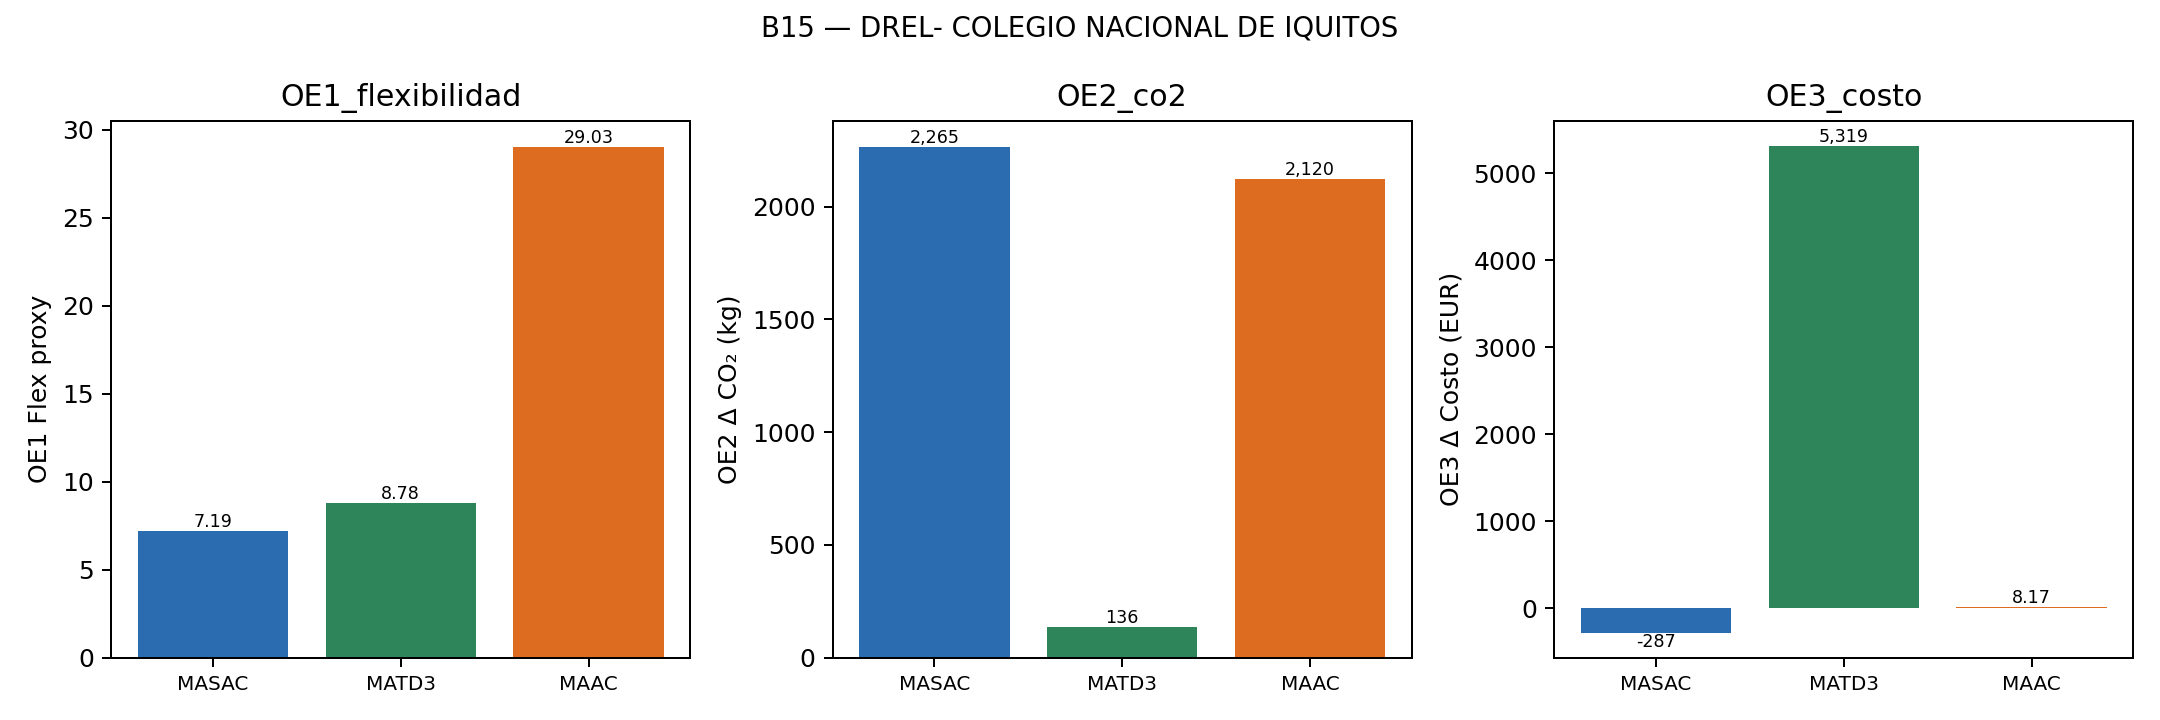 B15 — DREL- COLEGIO NACIONAL DE IQUITOS
OE1_flexibilidad
OE1 Flex proxy
30
25
20
15
10
5
0
7.19
8.78
29.03
MASAC
MATD3
MAAC
OE2_co2
OE2 Δ CO₂ (kg)
2000
1500
1000
500
0
2,265
136
2,120
MASAC
MATD3
MAAC
OE3_costo
OE3 Δ Costo (EUR)
5000
4000
3000
2000
1000
0
-287
5,319
8.17
MASAC
MATD3
MAAC